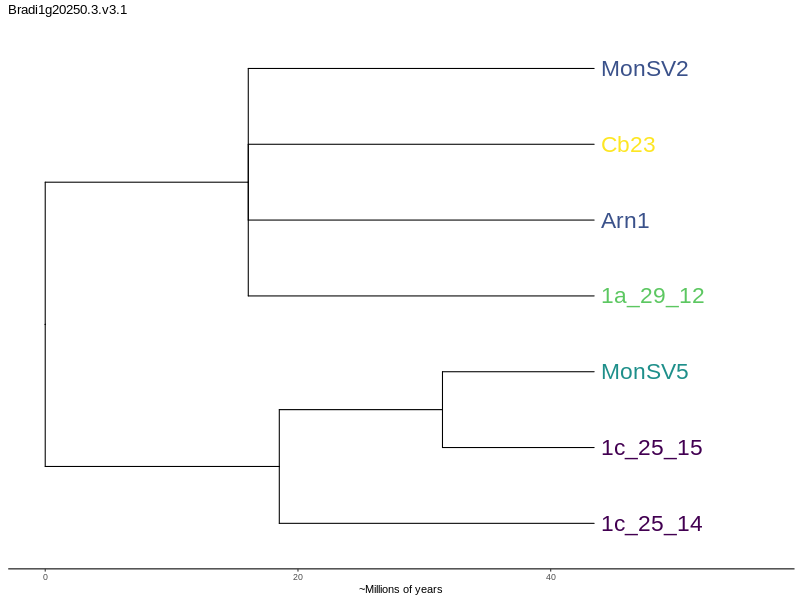 Bradi1g20250.3.v3.1
MonSV2
Cb23
Arn1
1a_29_12
MonSV5
1c_25_15
1c_25_14
0 20 40
~Millions of years